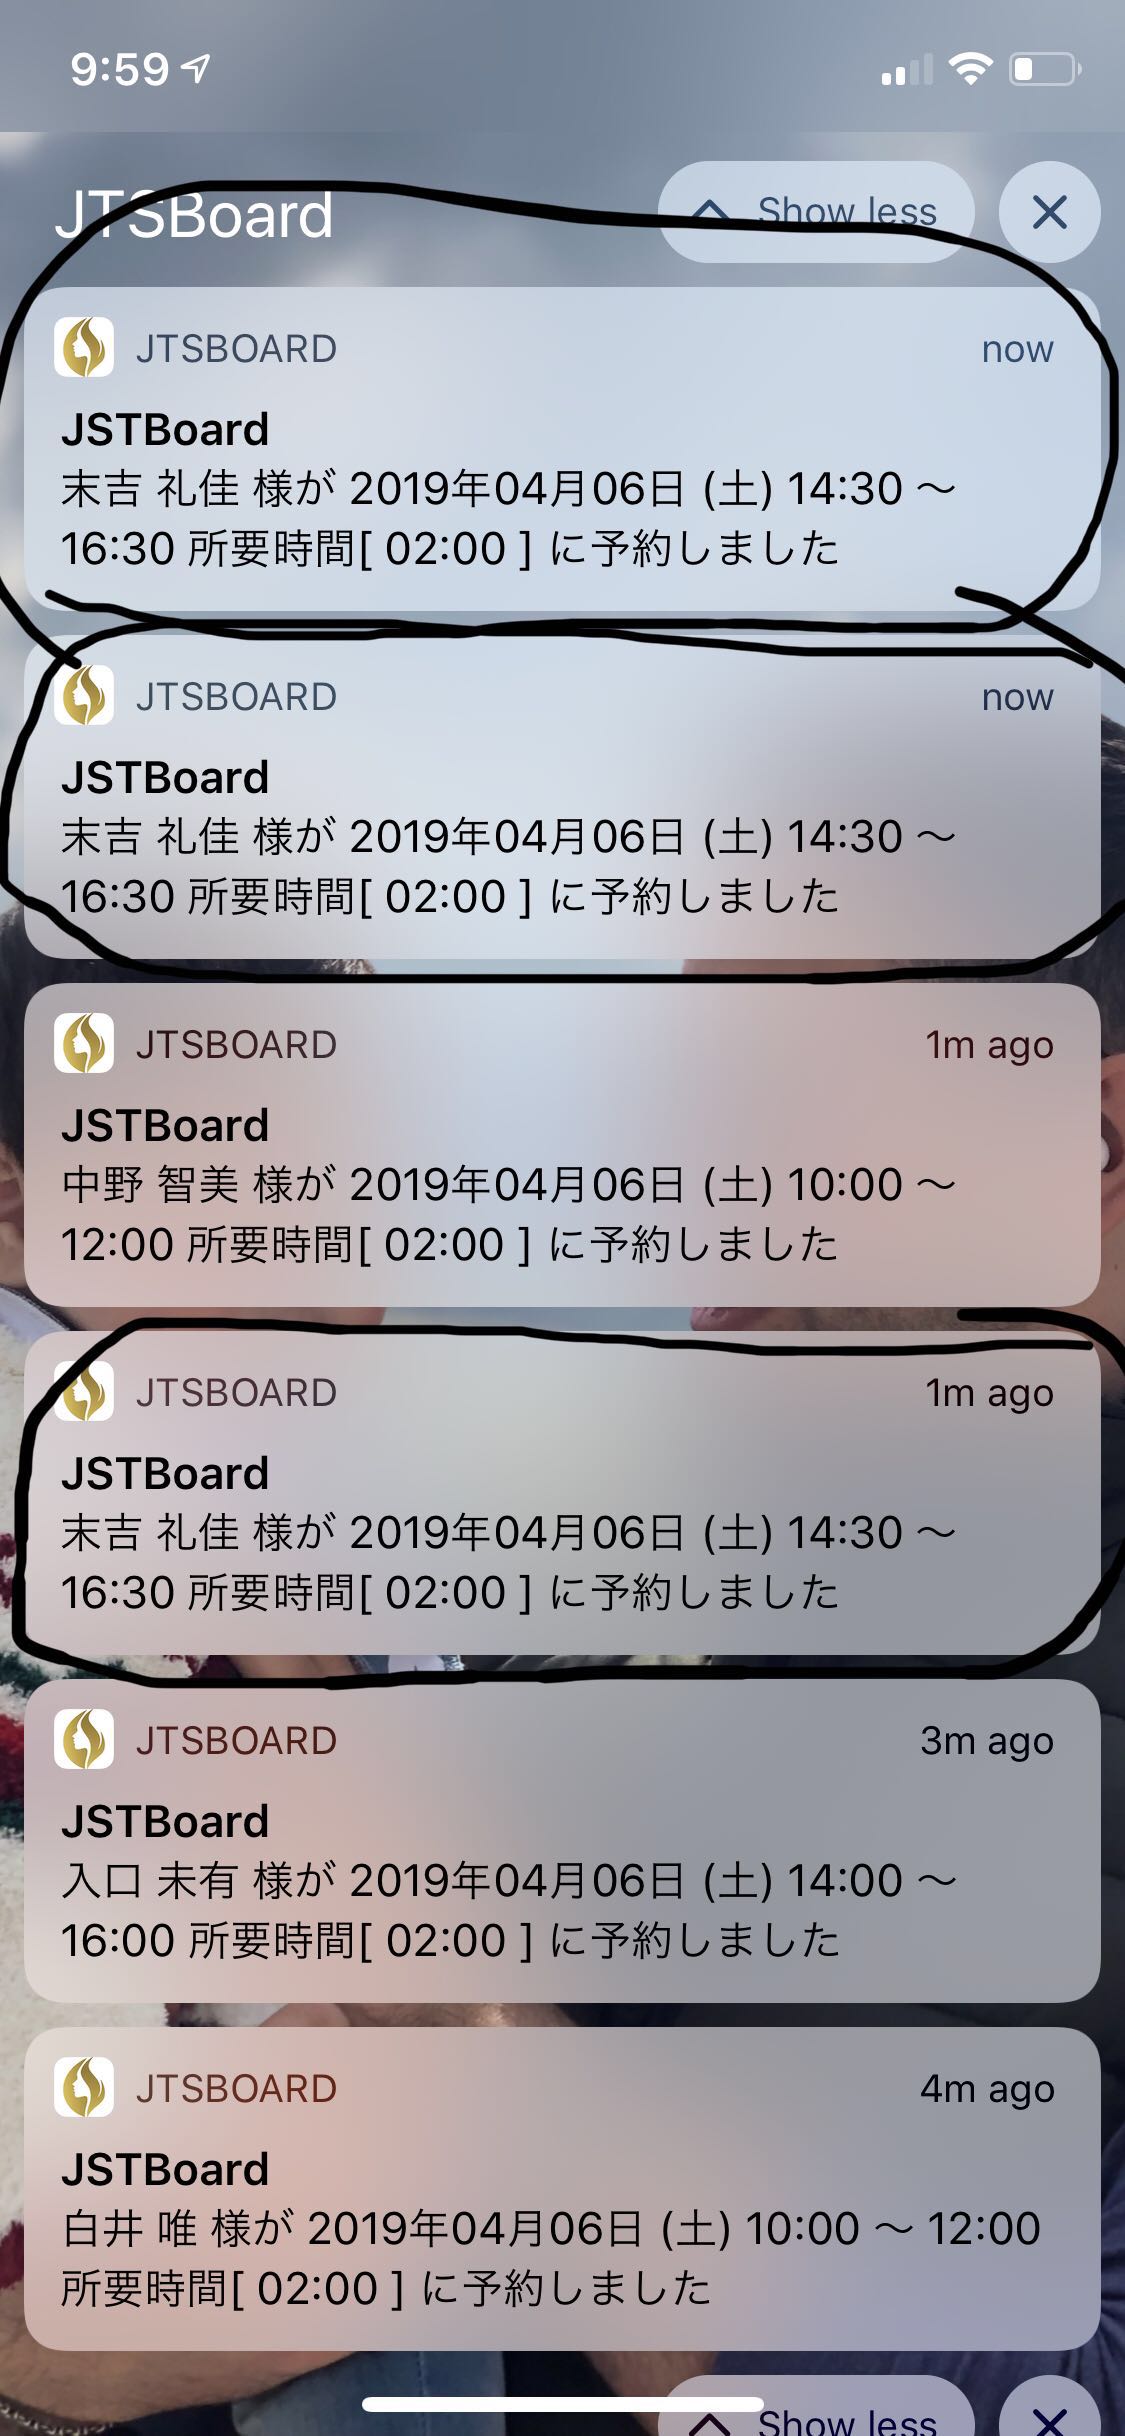 9:59
JTSBoard
Show less
JTSBOARD
now
JSTBoard
末吉 礼佳 様が 2019年04月06日 (土) 14:30 〜
16:30 所要時間[ 02:00 ] に予約しました
JTSBOARD
now
JSTBoard
末吉 礼佳 様が 2019年04月06日 (土) 14:30 〜
16:30 所要時間[ 02:00 ] に予約しました
JTSBOARD
1m ago
JSTBoard
中野 智美 様が 2019年04月06日 (土) 10:00 〜
12:00 所要時間[ 02:00 ] に予約しました
JTSBOARD
1m ago
JSTBoard
末吉 礼佳 様が 2019年04月06日 (土) 14:30 〜
16:30 所要時間[ 02:00 ] に予約しました
JTSBOARD
3m ago
JSTBoard
入口 未有 様が 2019年04月06日 (土) 14:00 〜
16:00 所要時間[ 02:00 ] に予約しました
JTSBOARD
4m ago
JSTBoard
白井 唯 様が 2019年04月06日 (土) 10:00 〜 12:00
所要時間[ 02:00 ] に予約しました
Show less